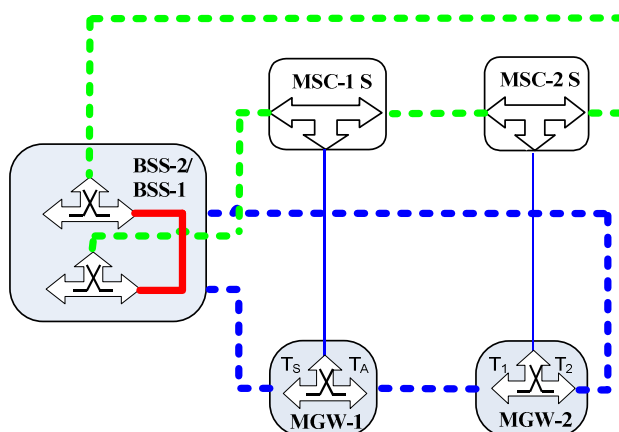 MSC-1 S
MSC-2 S
BSS-2/
BSS-1
TS
TA
MGW-1
T1
T2
MGW-2